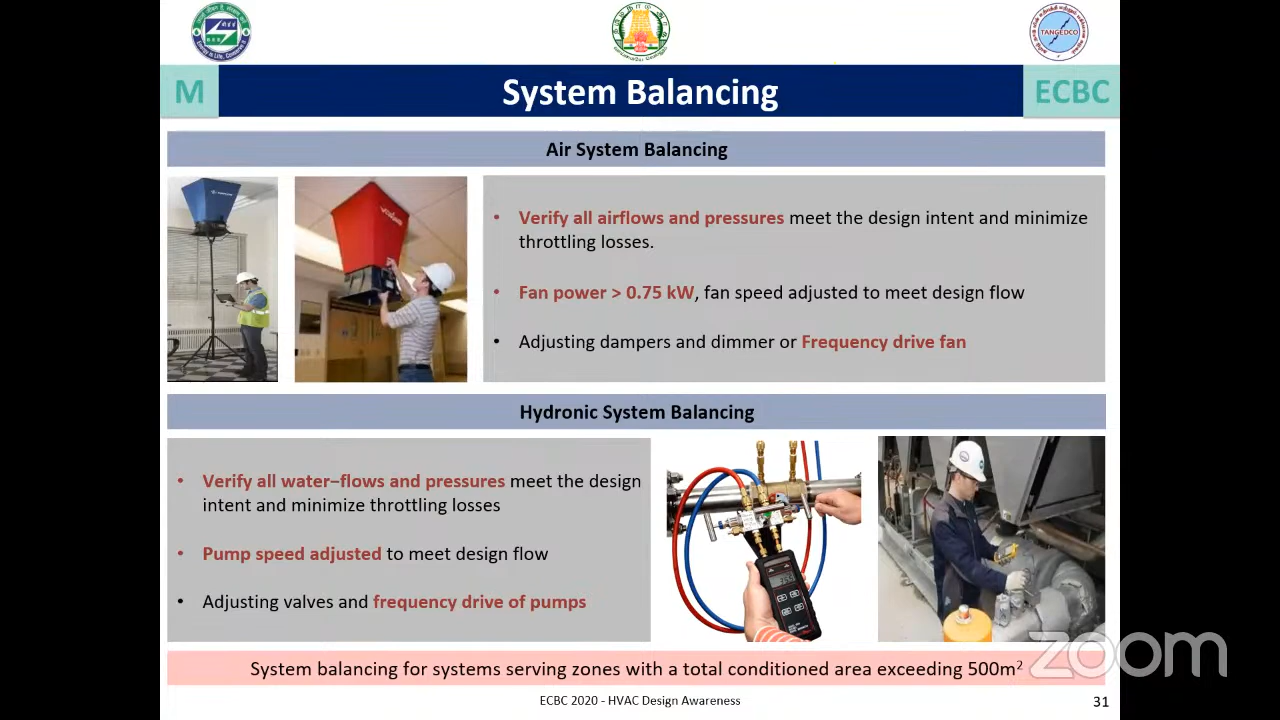 TANGEDCO
M
System Balancing
ECBC
Air System Balancing
• Verify all airflows and pressures meet the design intent and minimize
throttling losses.
• Fan power > 0.75 kW, fan speed adjusted to meet design flow
• Adjusting dampers and dimmer or Frequency drive fan
Hydronic System Balancing
• Verify all water–flows and pressures meet the design
intent and minimize throttling losses
• Pump speed adjusted to meet design flow
• Adjusting valves and frequency drive of pumps
zoom
System balancing for systems serving zones with a total conditioned area exceeding 500m²
ECBC 2020 - HVAC Design Awareness
31